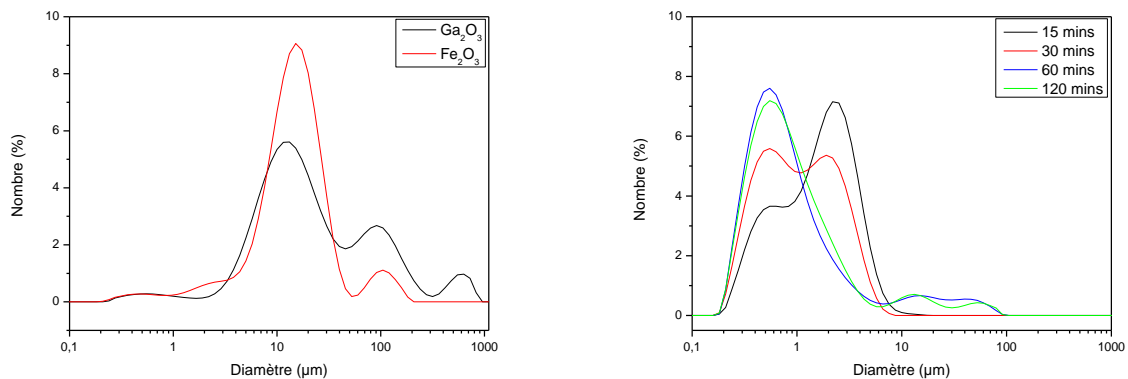 10
8
6
4
2
0
Nombre (%)
0,1 1 10 100 1000
Diamètre (µm)
Ga₂O₃
Fe₂O₃
10
8
6
4
2
0
Nombre (%)
0,1 1 10 100 1000
Diamètre (µm)
15 mins
30 mins
60 mins
120 mins